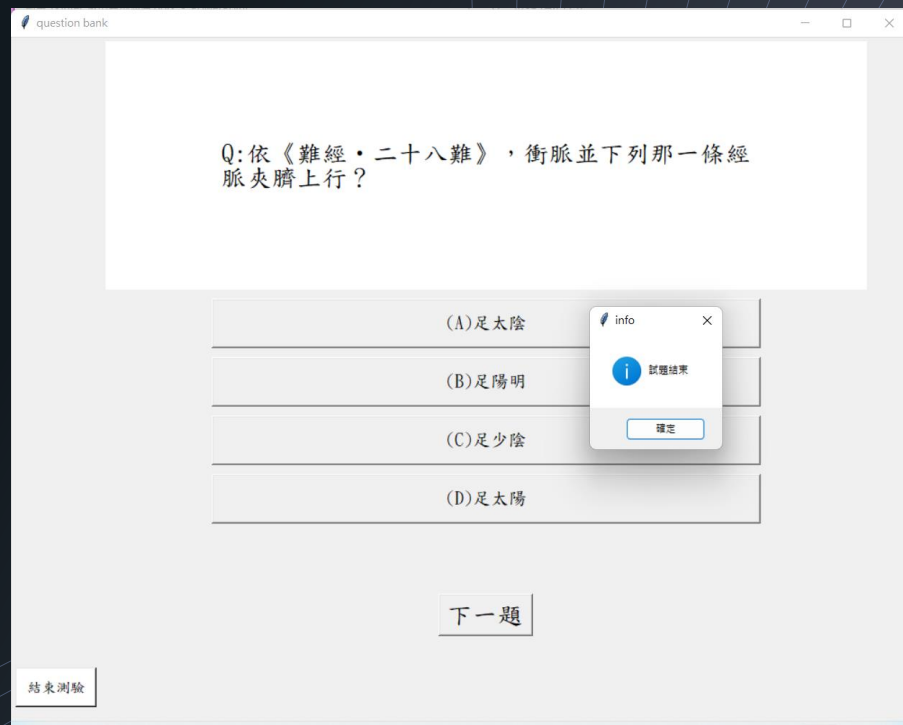 question bank
Q:依《難經·二十八難》，衝脈並下列那一條經
脈夾臍上行？
(A)足太陰
info
試題結束
(B)足陽明
確定
(C)足少陰
(D)足太陽
下一題
結束測驗